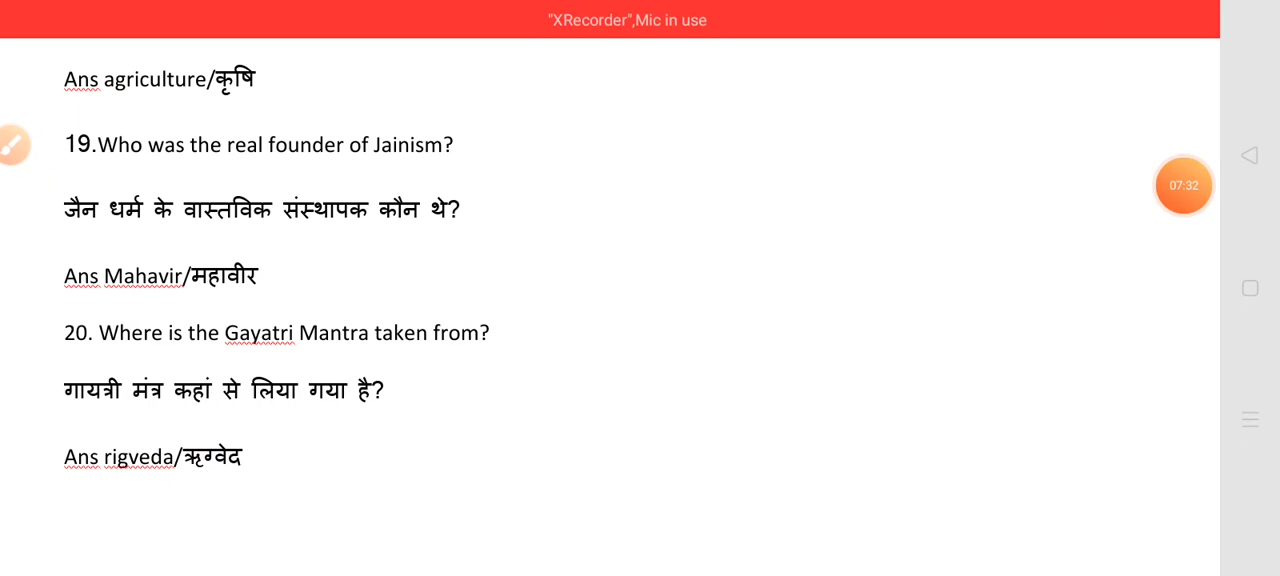 "XRecorder",Mic in use
Ans agriculture/कृषि
19.Who was the real founder of Jainism?
07:32
जैन धर्म के वास्तविक संस्थापक कौन थे?
Ans Mahavir/महावीर
20. Where is the Gayatri Mantra taken from?
गायत्री मंत्र कहां से लिया गया है?
Ans rigveda/ऋग्वेद